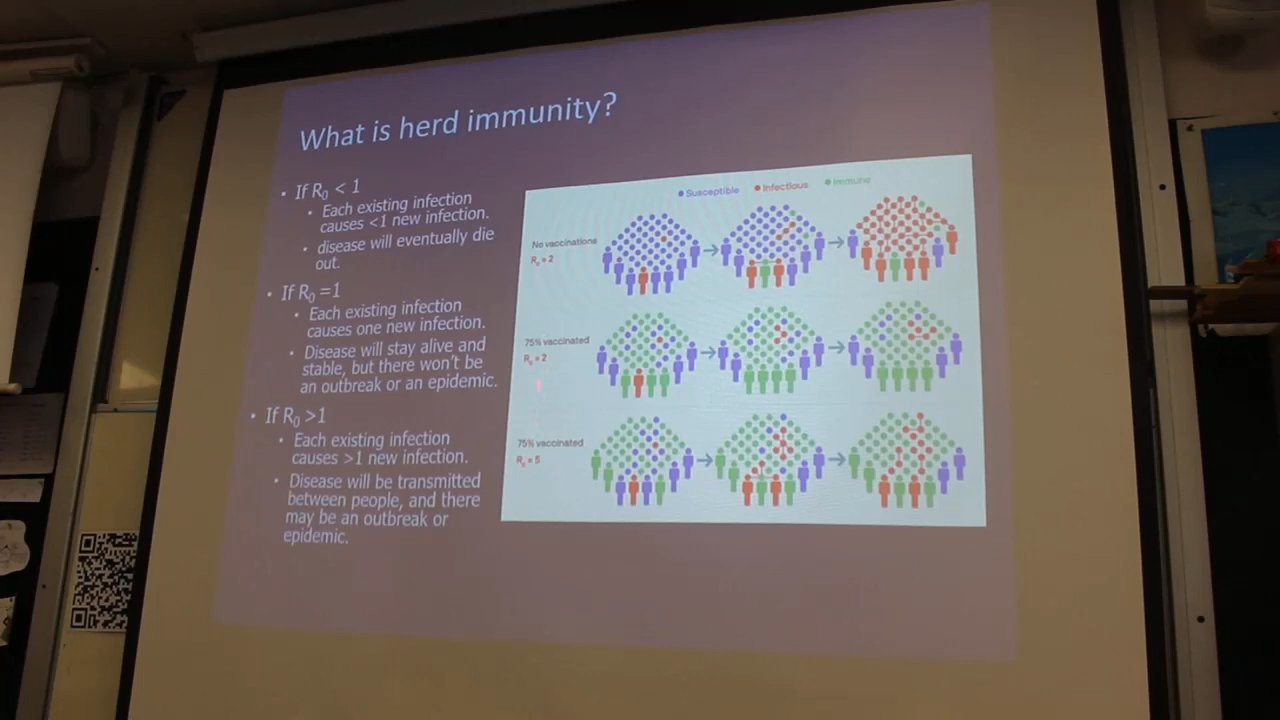 What is herd immunity?
• If R₀ < 1
• Each existing infection
causes <1 new infection.
• disease will eventually die
out.
• If R₀ =1
• Each existing infection
causes one new infection.
• Disease will stay alive and
stable, but there won't be
an outbreak or an epidemic.
• If R₀ >1
• Each existing infection
causes >1 new infection.
• Disease will be transmitted
between people, and there
may be an outbreak or
epidemic.
Susceptible Infectious Immune
No vaccinations
R₀ = 2
75% vaccinated
R₀ = 2
75% vaccinated
R₀ = 5